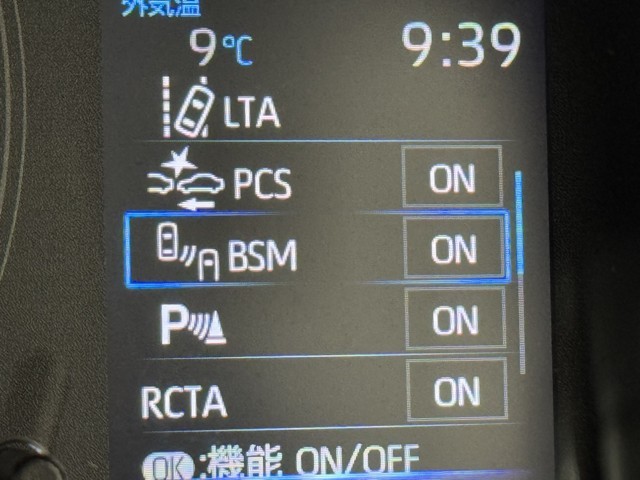 外気温
9℃ 9:39
LTA
PCS ON
BSM ON
P ON
RCTA ON
OK:機能 ON/OFF